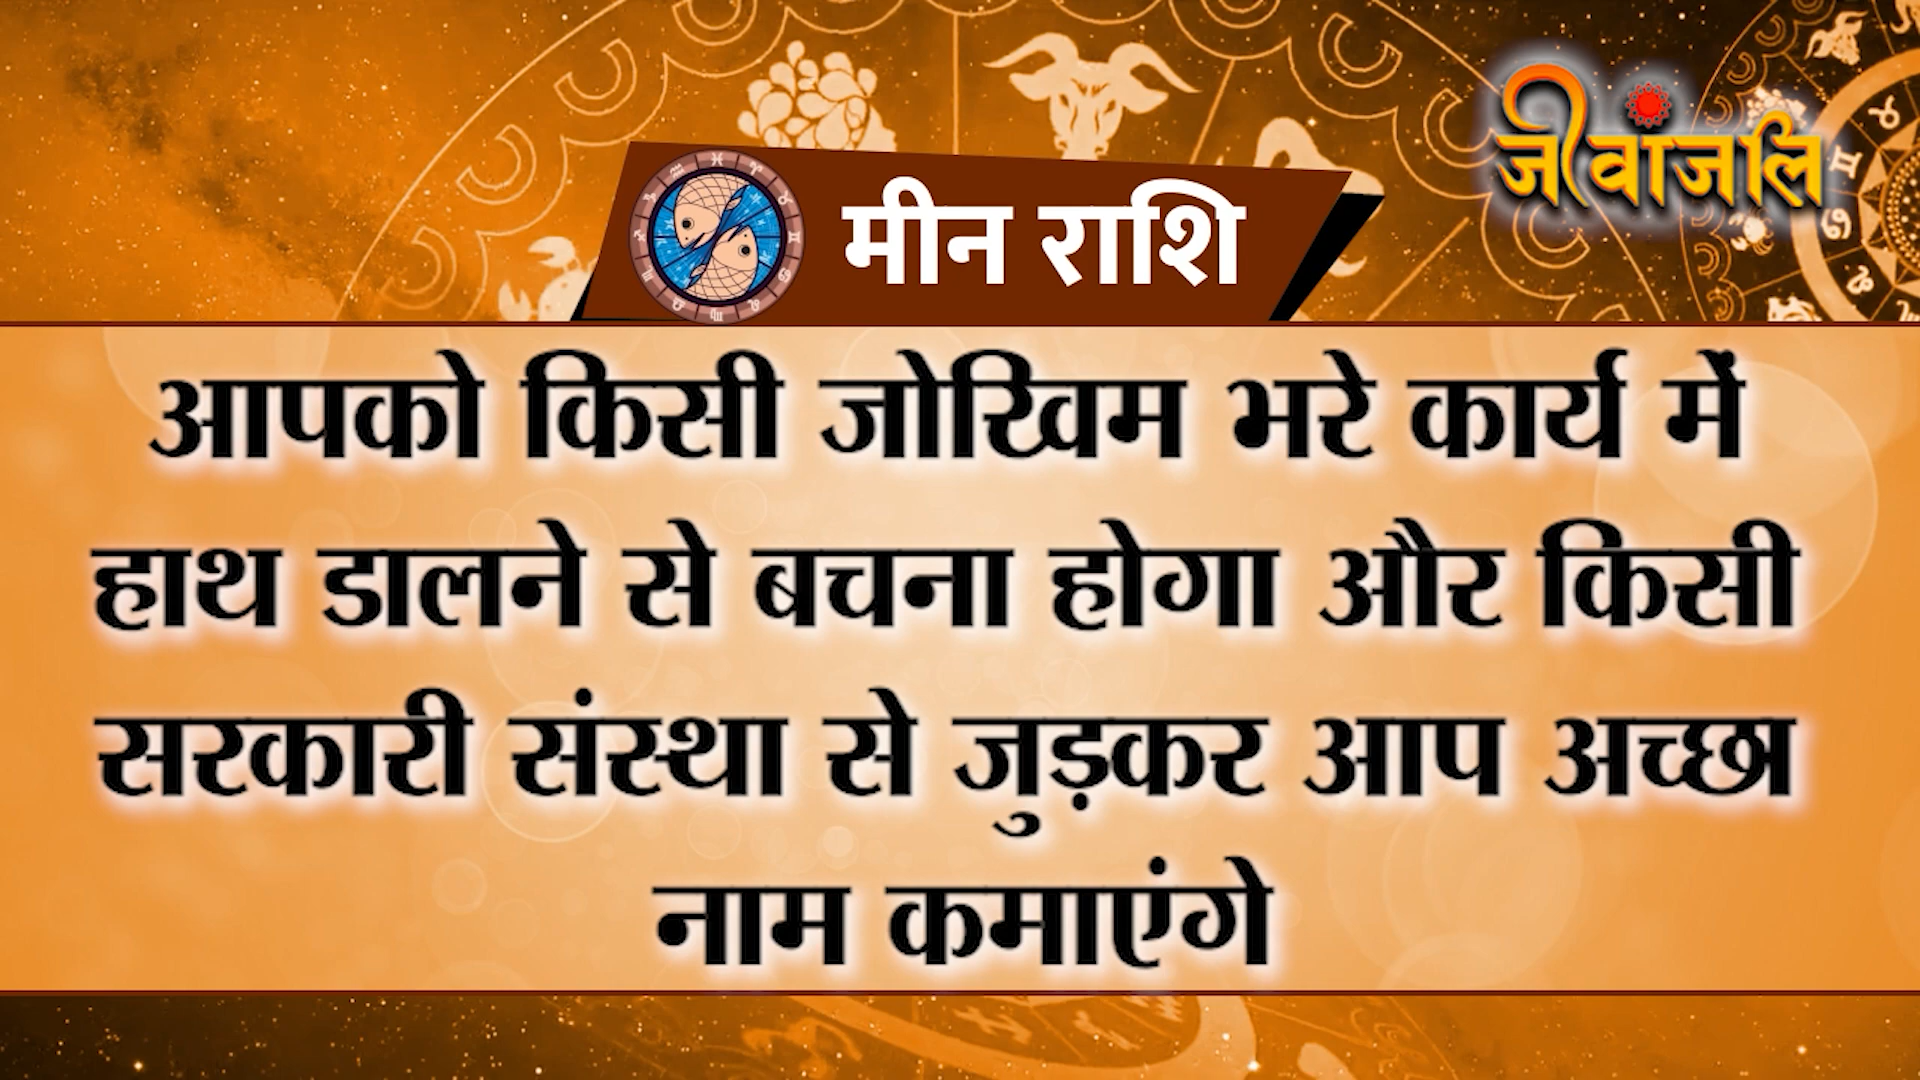 जीवांजलि
मीन राशि
आपको किसी जोखिम भरे कार्य में
हाथ डालने से बचना होगा और किसी
सरकारी संस्था से जुड़कर आप अच्छा
नाम कमाएंगे